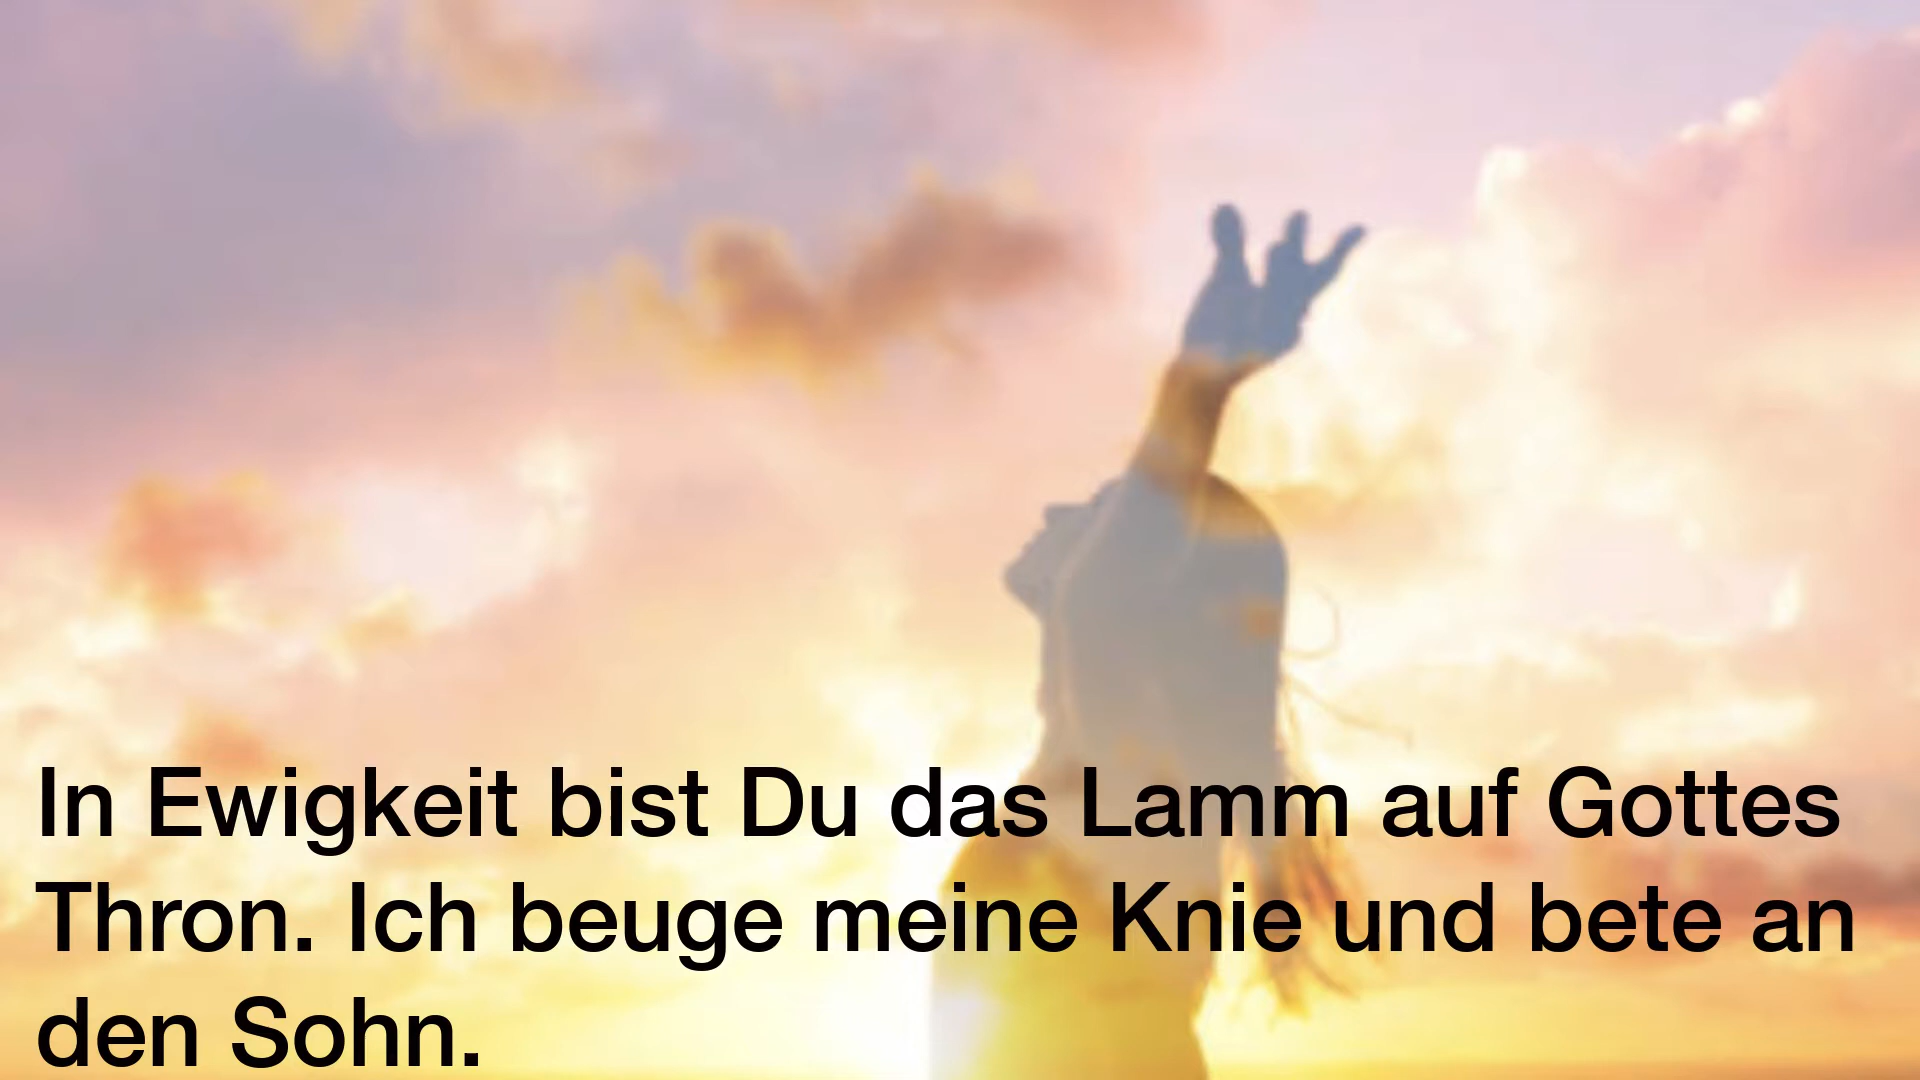 In Ewigkeit bist Du das Lamm auf Gottes
Thron. Ich beuge meine Knie und bete an
den Sohn.